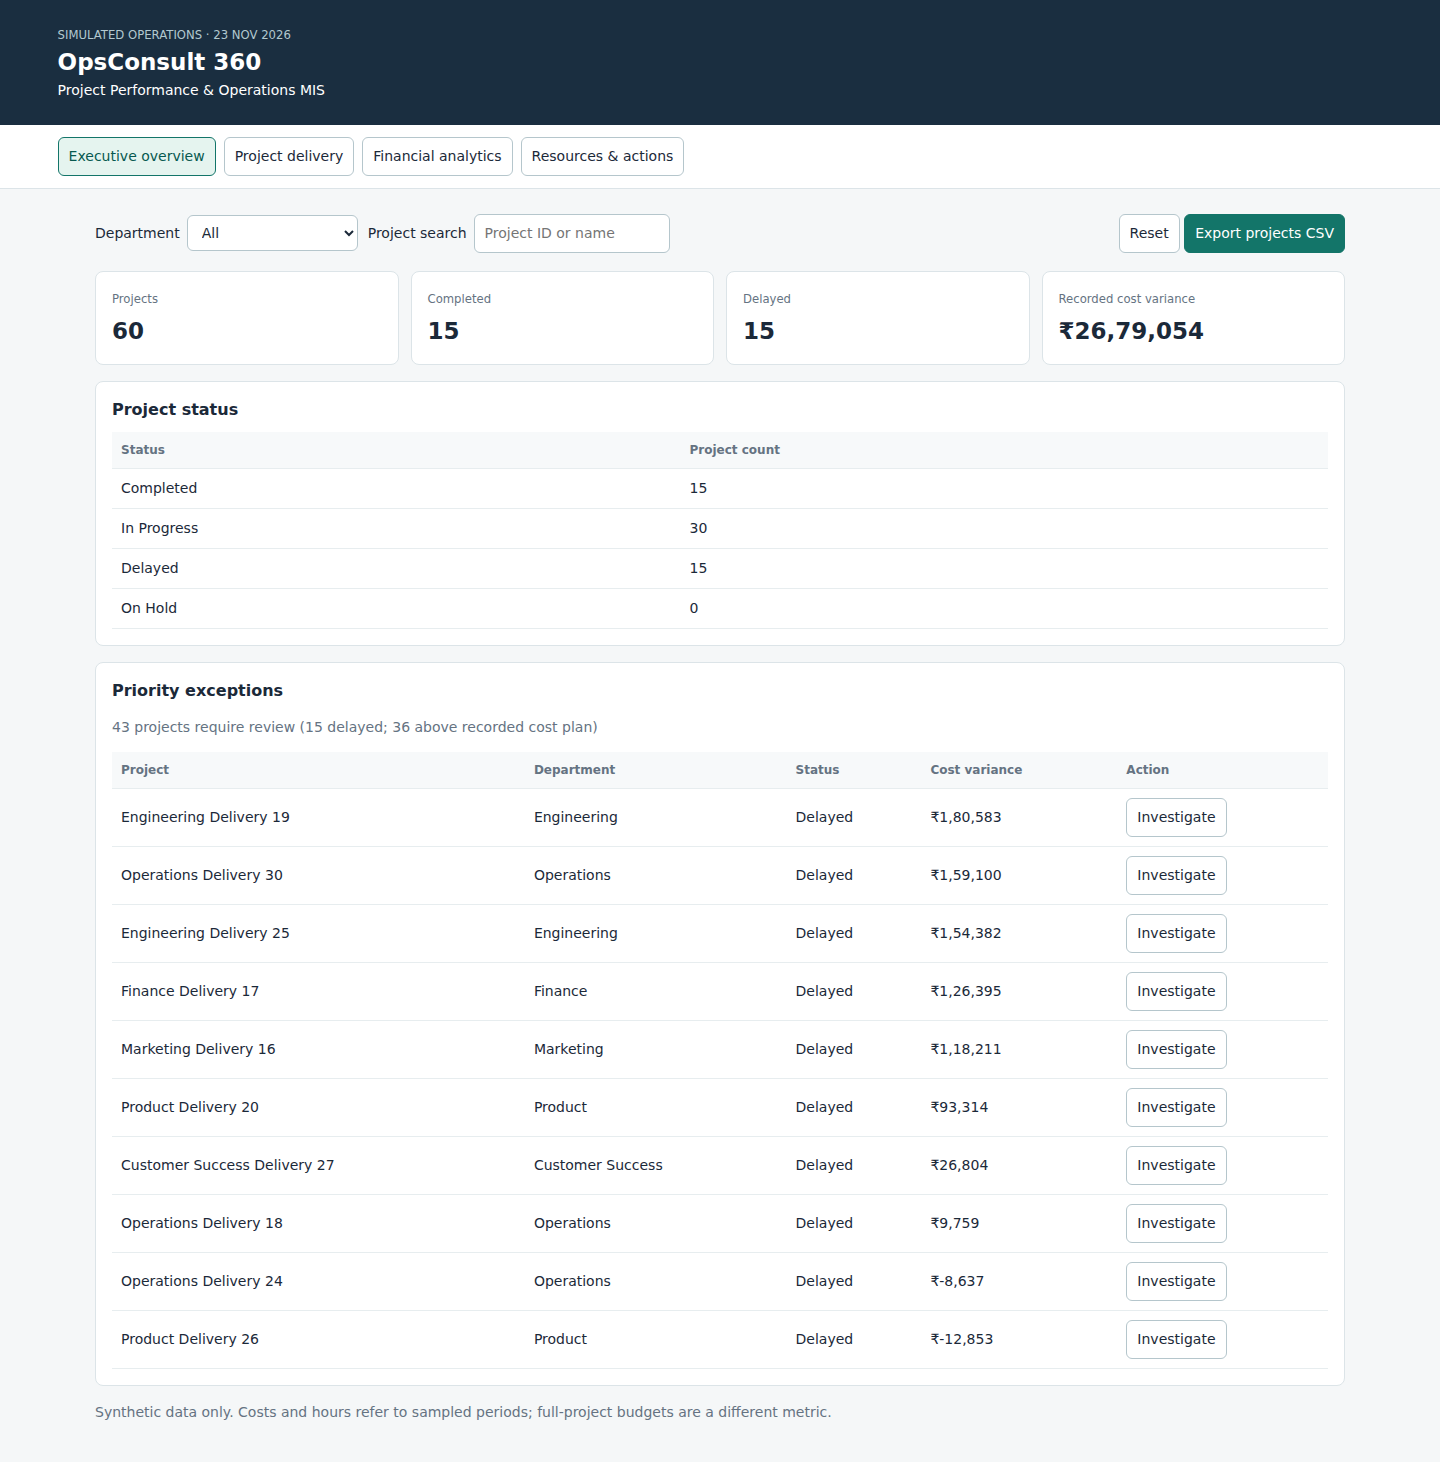 SIMULATED OPERATIONS · 23 NOV 2026
OpsConsult 360
Project Performance & Operations MIS
Executive overview Project delivery Financial analytics Resources & actions
Department All Project search Project ID or name Reset Export projects CSV
Projects Completed Delayed Recorded cost variance
60 15 15 ₹26,79,054
Project status
Status Project count
Completed 15
In Progress 30
Delayed 15
On Hold 0
Priority exceptions
43 projects require review (15 delayed; 36 above recorded cost plan)
Project Department Status Cost variance Action
Engineering Delivery 19 Engineering Delayed ₹1,80,583 Investigate
Operations Delivery 30 Operations Delayed ₹1,59,100 Investigate
Engineering Delivery 25 Engineering Delayed ₹1,54,382 Investigate
Finance Delivery 17 Finance Delayed ₹1,26,395 Investigate
Marketing Delivery 16 Marketing Delayed ₹1,18,211 Investigate
Product Delivery 20 Product Delayed ₹93,314 Investigate
Customer Success Delivery 27 Customer Success Delayed ₹26,804 Investigate
Operations Delivery 18 Operations Delayed ₹9,759 Investigate
Operations Delivery 24 Operations Delayed ₹-8,637 Investigate
Product Delivery 26 Product Delayed ₹-12,853 Investigate
Synthetic data only. Costs and hours refer to sampled periods; full-project budgets are a different metric.